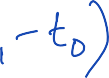 , -t₀)